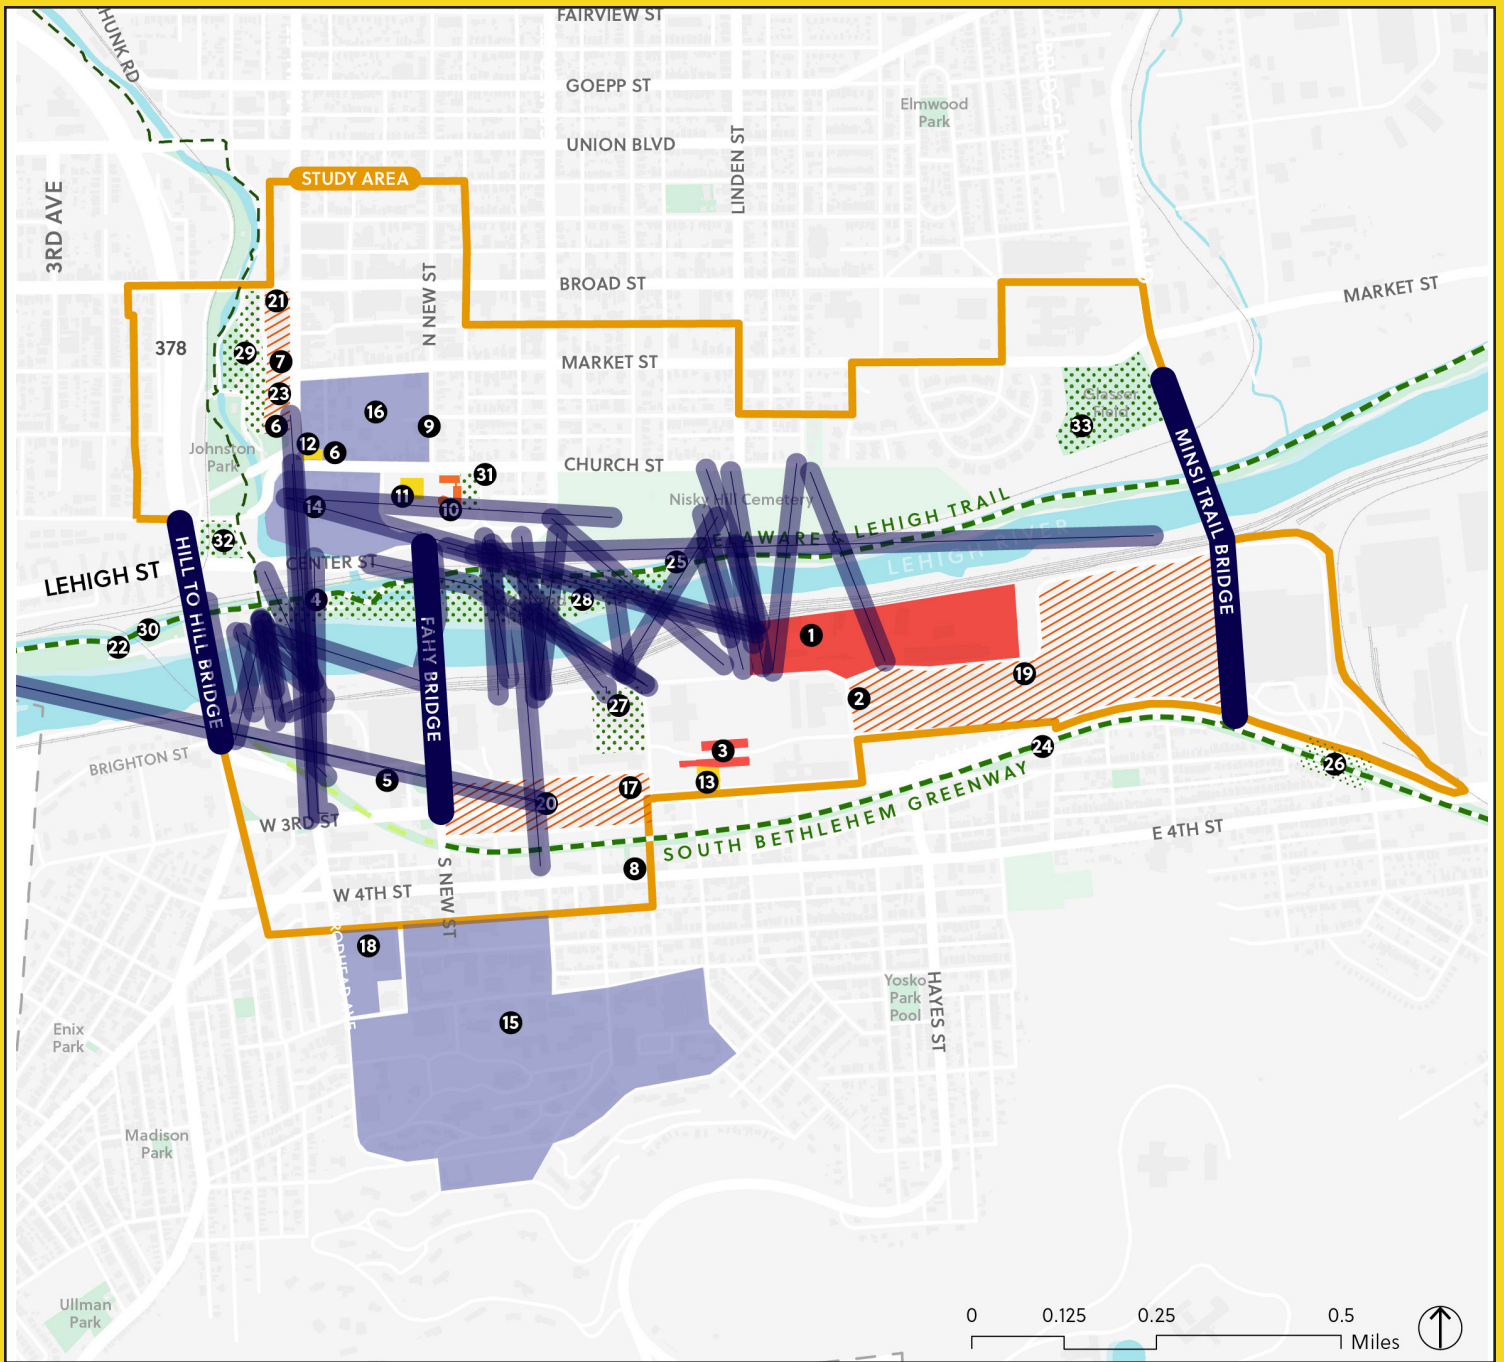 FAIRVIEW ST
HUNK RD
GOEPP ST
Elmwood
Park
UNION BLVD
LINDEN ST
STUDY AREA
3RD AVE
N NEW ST
BROAD ST
MARKET ST
21
378
29
7
MARKET ST
23
16
6
9
12
6
Glasser
Field
33
Johnston
Park
CHURCH ST
31
11
10
14
Nisky Hill Cemetery
DELAWARE & LEHIGH TRAIL
MINSI TRAIL BRIDGE
32
CENTER ST
25
LEHIGH RIVER
LEHIGH ST
HILL TO HILL BRIDGE
4
28
30
22
FAHY BRIDGE
1
19
2
27
BRIGHTON ST
3
24
5
13
17
20
26
W 3RD ST
SOUTH BETHLEHEM GREENWAY
E 4TH ST
8
S NEW ST
W 4TH ST
18
BRODHEAD AVE
15
Yosko
Park
Pool
HAYES ST
Enix
Park
Madison
Park
Ullman
Park
0 0.125 0.25 0.5
Miles